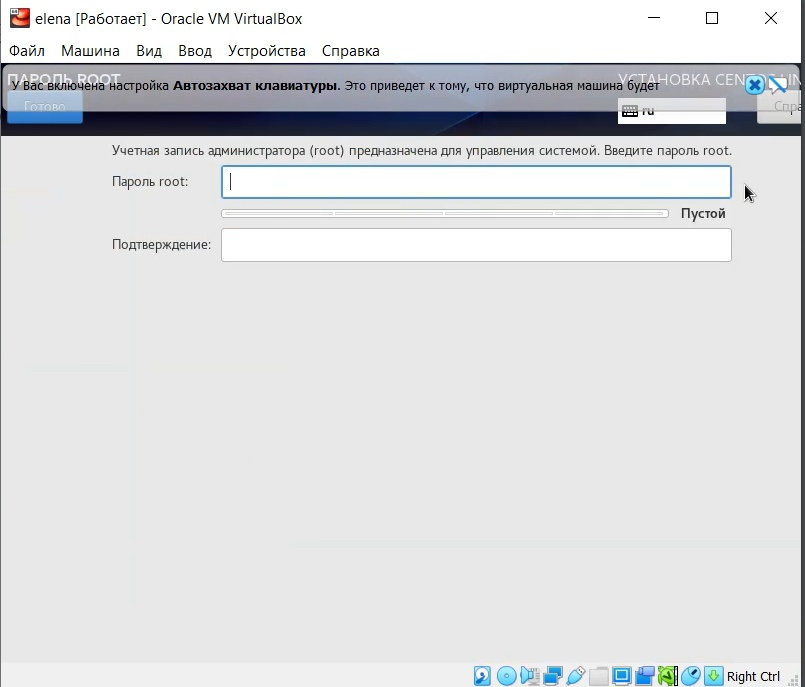 elena [Работает] - Oracle VM VirtualBox
Файл Машина Вид Ввод Устройства Справка
ПАРОЛЬ ROOT
У Вас включена настройка Автозахват клавиатуры. Это приведет к тому, что виртуальная машина будет
УСТАНОВКА CENTOS LIN
Готово
ru
Спра
Учетная запись администратора (root) предназначена для управления системой. Введите пароль root.
Пароль root:
Пустой
Подтверждение:
Right Ctrl